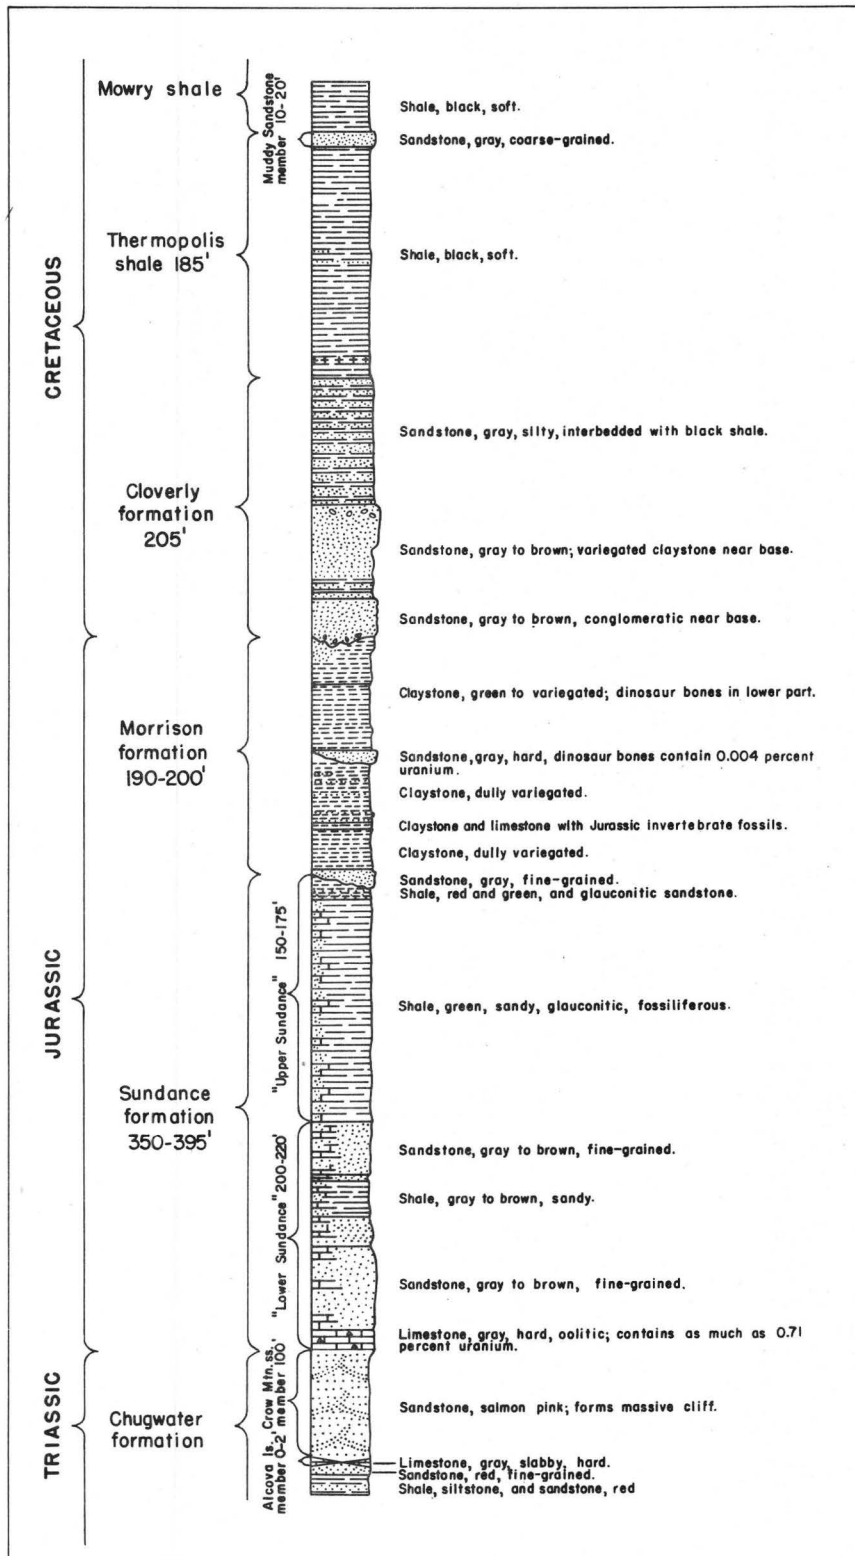 CRETACEOUS
JURASSIC
TRIASSIC
Mowry shale
Thermopolis
shale 185'
Cloverly
formation
205'
Morrison
formation
190-200'
Sundance
formation
350-395'
Chugwater
formation
Muddy Sandstone
member 10-20'
"Upper Sundance" 150-175'
"Lower Sundance" 200-220'
Crow Mtn. ss.
member 100'
Alcova ls.
member 0-2'
Shale, black, soft.
Sandstone, gray, coarse-grained.
Shale, black, soft.
Sandstone, gray, silty, interbedded with black shale.
Sandstone, gray to brown; variegated claystone near base.
Sandstone, gray to brown, conglomeratic near base.
Claystone, green to variegated; dinosaur bones in lower part.
Sandstone, gray, hard, dinosaur bones contain 0.004 percent
uranium.
Claystone, dully variegated.
Claystone and limestone with Jurassic invertebrate fossils.
Claystone, dully variegated.
Sandstone, gray, fine-grained.
Shale, red and green, and glauconitic sandstone.
Shale, green, sandy, glauconitic, fossiliferous.
Sandstone, gray to brown, fine-grained.
Shale, gray to brown, sandy.
Sandstone, gray to brown, fine-grained.
Limestone, gray, hard, oolitic; contains as much as 0.71
percent uranium.
Sandstone, salmon pink; forms massive cliff.
Limestone, gray, slabby, hard.
Sandstone, red, fine-grained.
Shale, siltstone, and sandstone, red